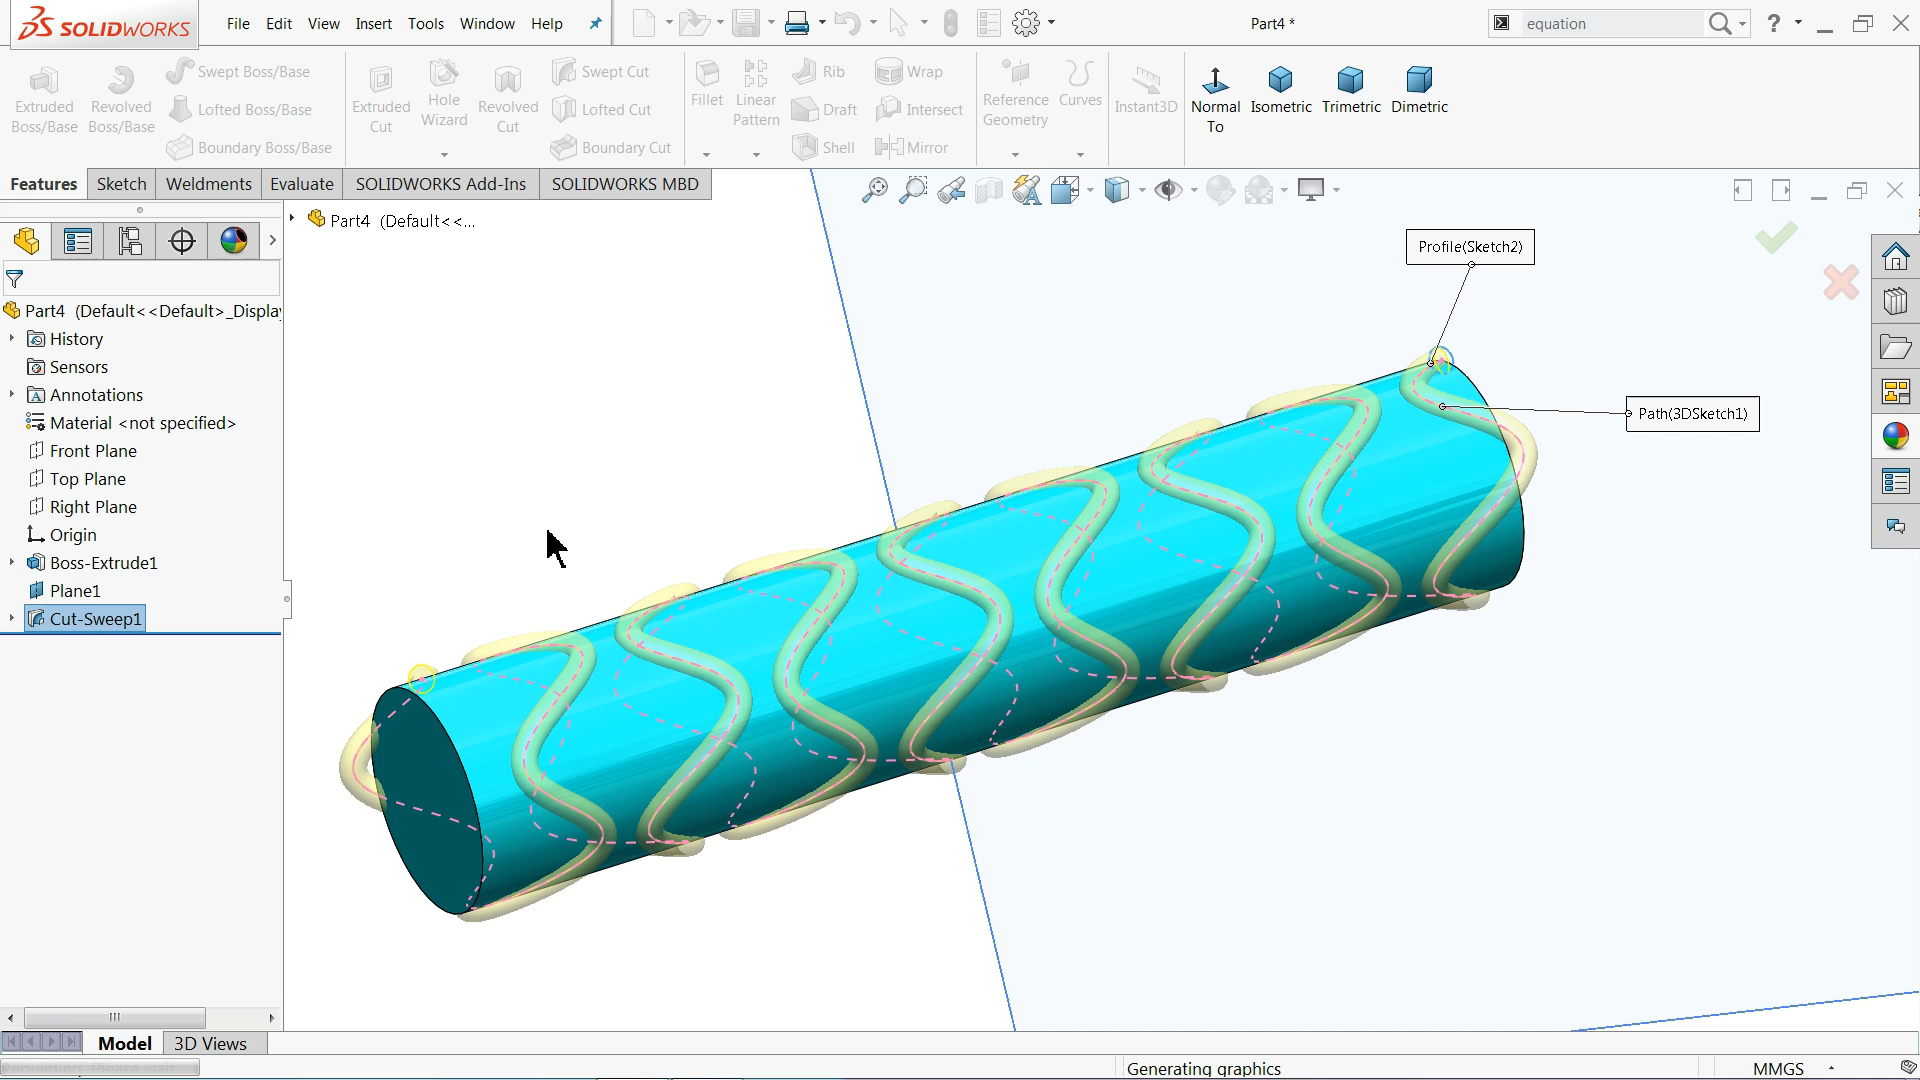 SOLIDWORKS
File Edit View Insert Tools Window Help
Part4 *
equation
?
Extruded Boss/Base
Revolved Boss/Base
Swept Boss/Base
Lofted Boss/Base
Boundary Boss/Base
Extruded Cut
Hole Wizard
Revolved Cut
Swept Cut
Lofted Cut
Boundary Cut
Fillet
Linear Pattern
Rib
Draft
Shell
Wrap
Intersect
Mirror
Reference Geometry
Curves
Instant3D
Normal To
Isometric
Trimetric
Dimetric
Features Sketch Weldments Evaluate SOLIDWORKS Add-Ins SOLIDWORKS MBD
Part4 (Default<<...
Profile(Sketch2)
Path(3DSketch1)
Part4 (Default<<Default>_Displa
History
Sensors
Annotations
Material <not specified>
Front Plane
Top Plane
Right Plane
Origin
Boss-Extrude1
Plane1
Cut-Sweep1
Model 3D Views
Generating graphics
MMGS